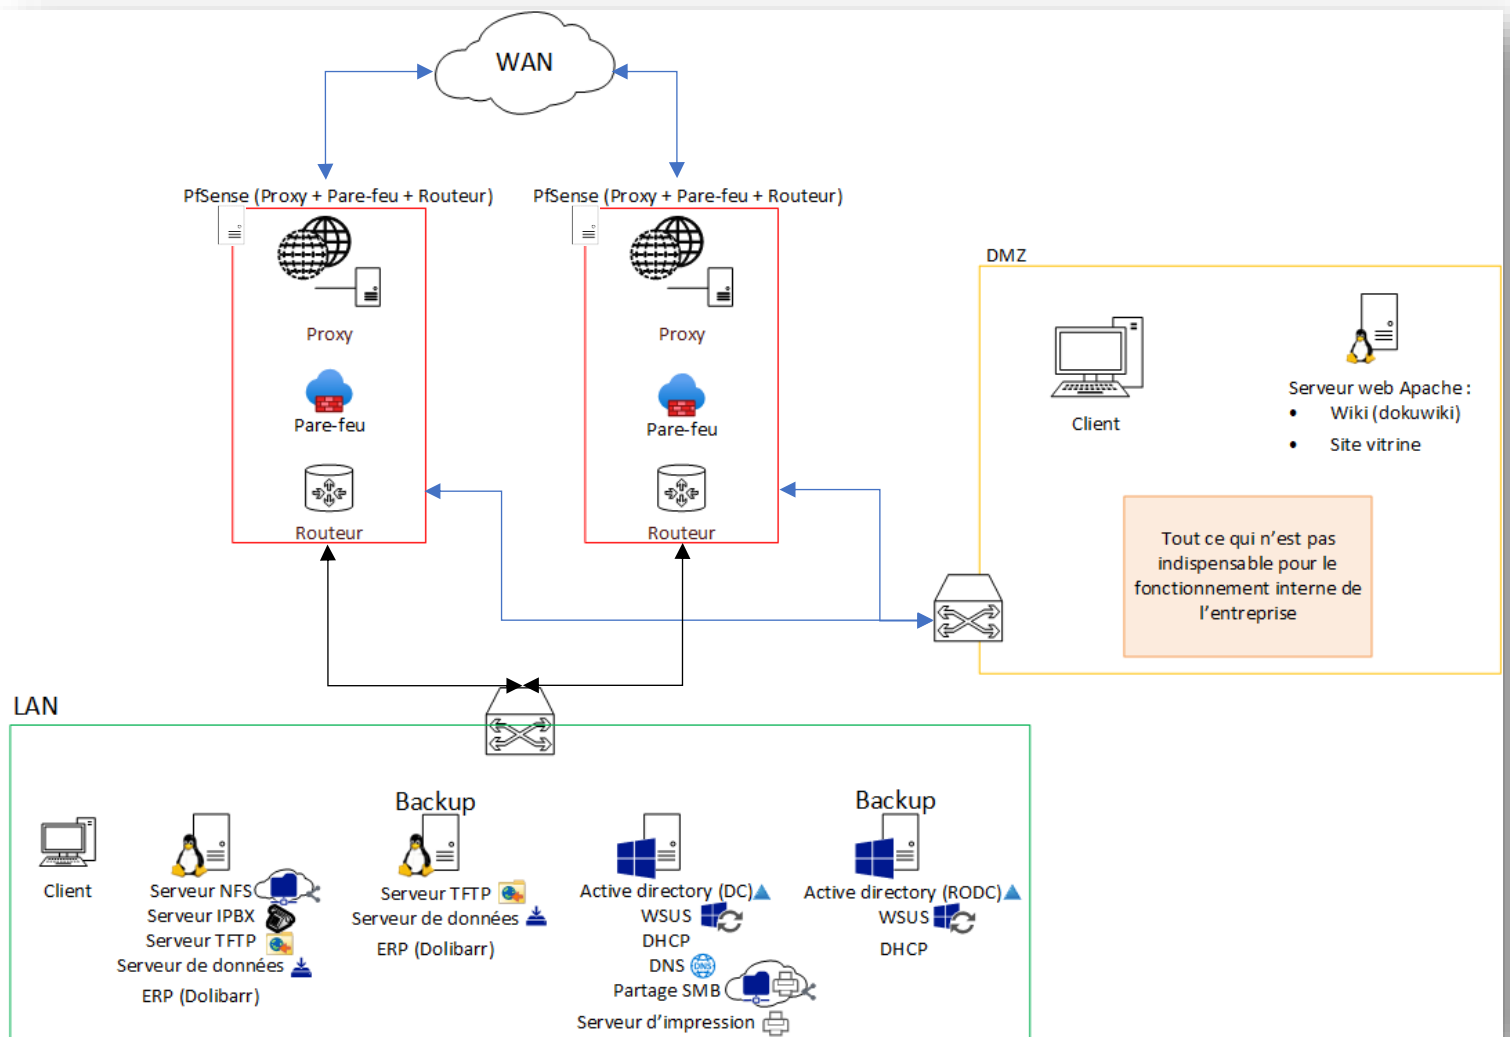 WAN
PfSense (Proxy + Pare-feu + Routeur)
PfSense (Proxy + Pare-feu + Routeur)
Proxy
Pare-feu
Routeur
Proxy
Pare-feu
Routeur
DMZ
Client
Serveur web Apache :
• Wiki (dokuwiki)
• Site vitrine
Tout ce qui n'est pas
indispensable pour le
fonctionnement interne de
l'entreprise
LAN
Client
Serveur NFS
Serveur IPBX
Serveur TFTP
Serveur de données
ERP (Dolibarr)
Backup
Serveur TFTP
Serveur de données
ERP (Dolibarr)
Active directory (DC)
WSUS
DHCP
DNS
DNS
Partage SMB
Serveur d'impression
Backup
Active directory (RODC)
WSUS
DHCP